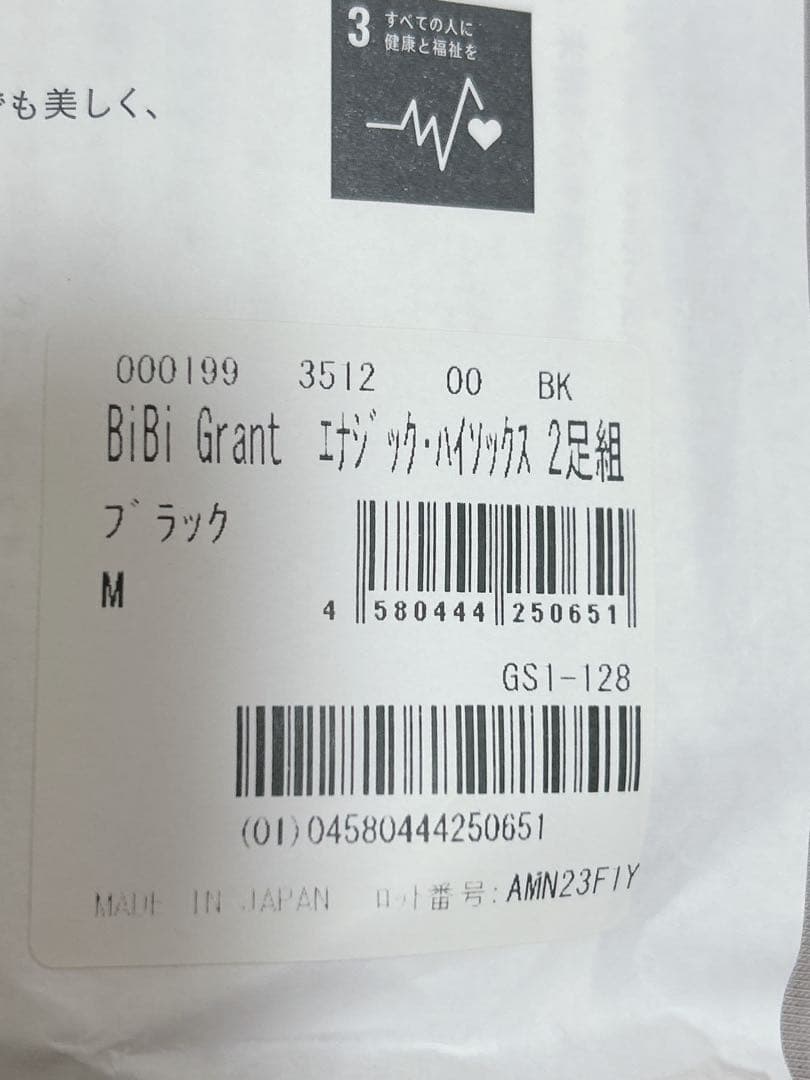 3 すべての人に
健康と福祉を
でも美しく、
000199 3512 00 BK
BiBi Grant ｴﾅｼﾞｯｸ・ﾊｲｿｯｸｽ 2足組
ﾌﾞﾗｯｸ
M
4 580444 250651
GS1-128
(01)04580444250651
MADE IN JAPAN ﾛｯﾄ番号:AMN23F1Y